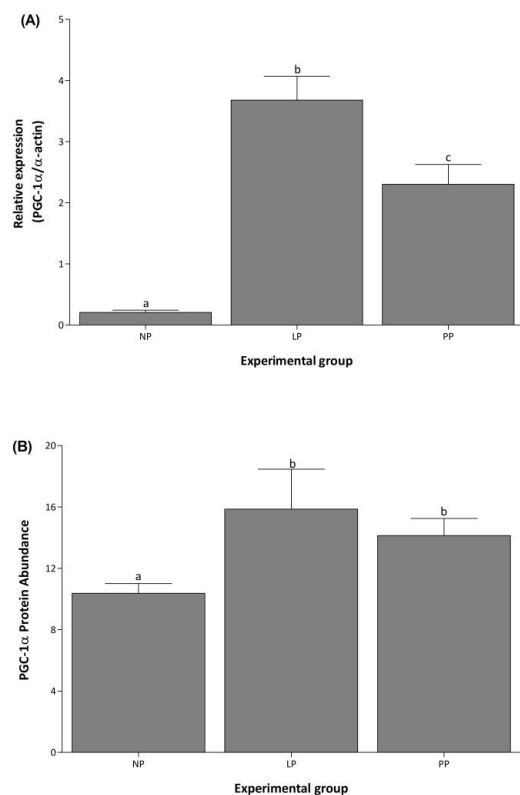 (A)
5
4
3
2
1
0
Relative expression
(PGC-1α/α-actin)
a
b
c
NP LP PP
Experimental group
(B)
20
16
12
8
4
0
PGC-1α Protein Abundance
a
b
b
NP LP PP
Experimental group